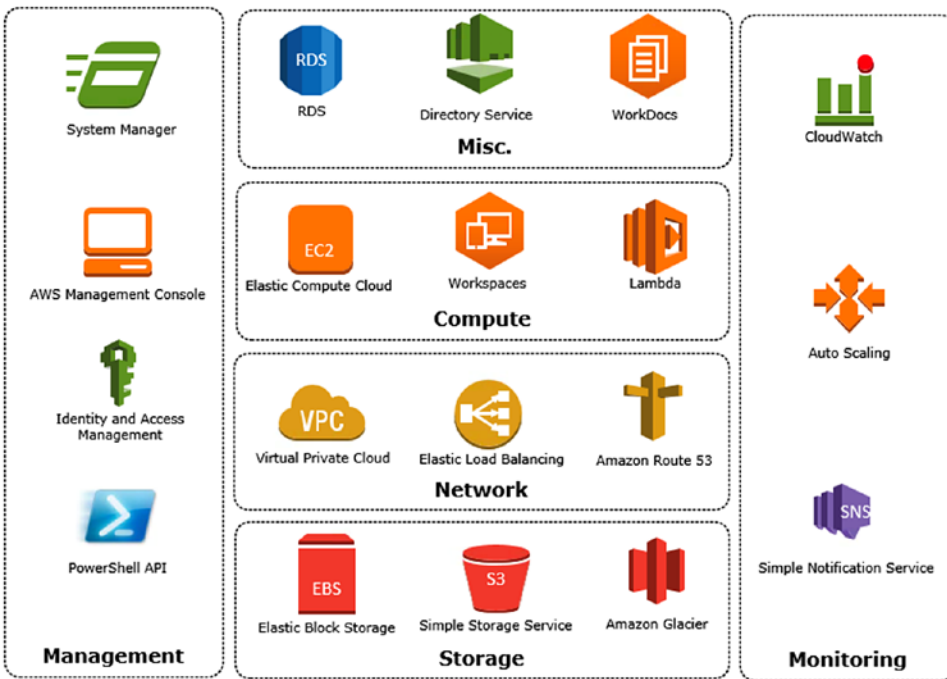 System Manager
AWS Management Console
Identity and Access
Management
PowerShell API
Management
RDS
RDS
Directory Service
WorkDocs
Misc.
EC2
Elastic Compute Cloud
Workspaces
Lambda
Compute
VPC
Virtual Private Cloud
Elastic Load Balancing
Amazon Route 53
Network
EBS
Elastic Block Storage
S3
Simple Storage Service
Amazon Glacier
Storage
CloudWatch
Auto Scaling
SNS
Simple Notification Service
Monitoring